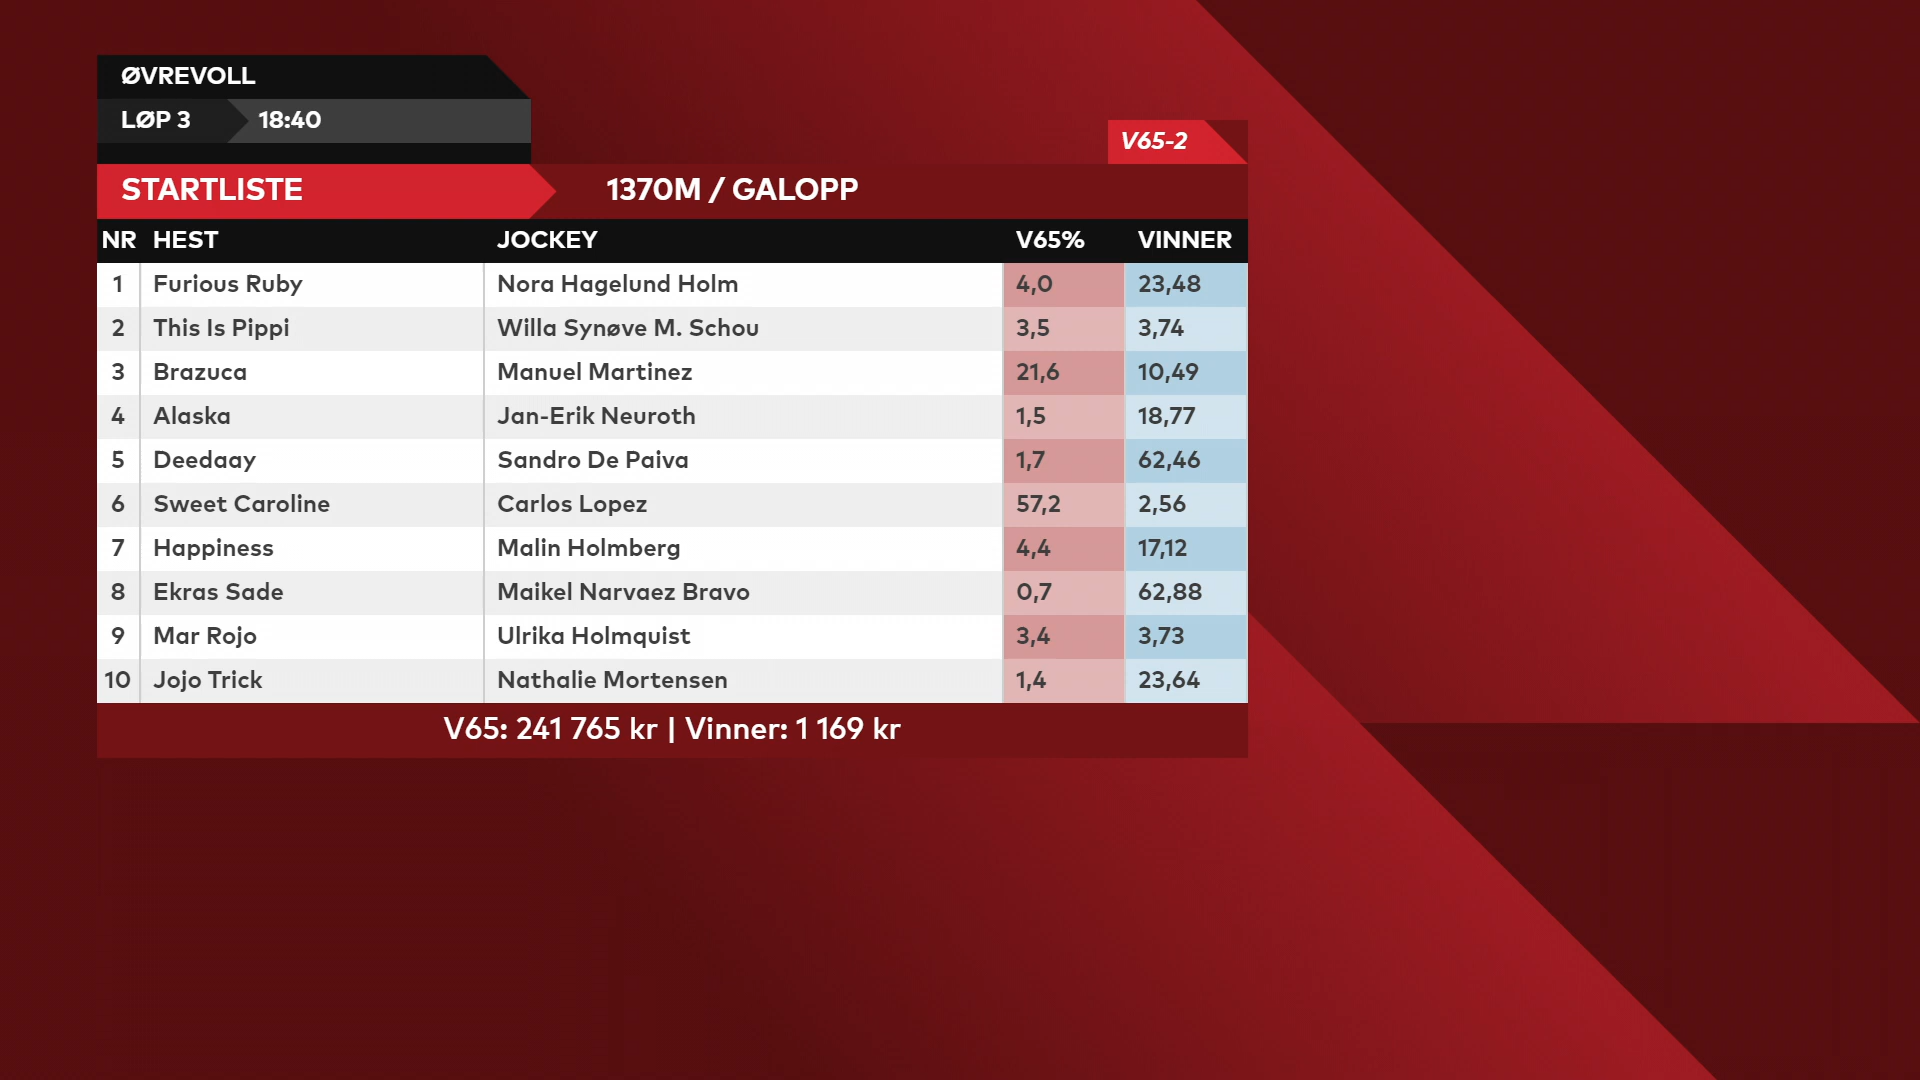 ØVREVOLL
LØP 3 18:40
V65-2
STARTLISTE 1370M / GALOPP
NR HEST JOCKEY V65% VINNER
1 Furious Ruby Nora Hagelund Holm 4,0 23,48
2 This Is Pippi Willa Synøve M. Schou 3,5 3,74
3 Brazuca Manuel Martinez 21,6 10,49
4 Alaska Jan-Erik Neuroth 1,5 18,77
5 Deedaay Sandro De Paiva 1,7 62,46
6 Sweet Caroline Carlos Lopez 57,2 2,56
7 Happiness Malin Holmberg 4,4 17,12
8 Ekras Sade Maikel Narvaez Bravo 0,7 62,88
9 Mar Rojo Ulrika Holmquist 3,4 3,73
10 Jojo Trick Nathalie Mortensen 1,4 23,64
V65: 241 765 kr | Vinner: 1 169 kr